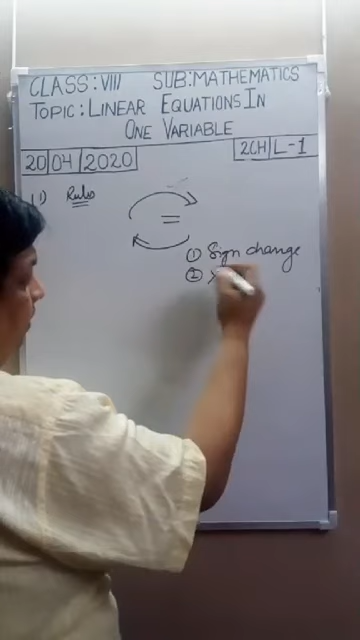 CLASS: VIII SUB: MATHEMATICS
TOPIC: LINEAR EQUATIONS IN
ONE VARIABLE
20|04|2020 2CH|L-1
1) Rules
=
① Sign change
②